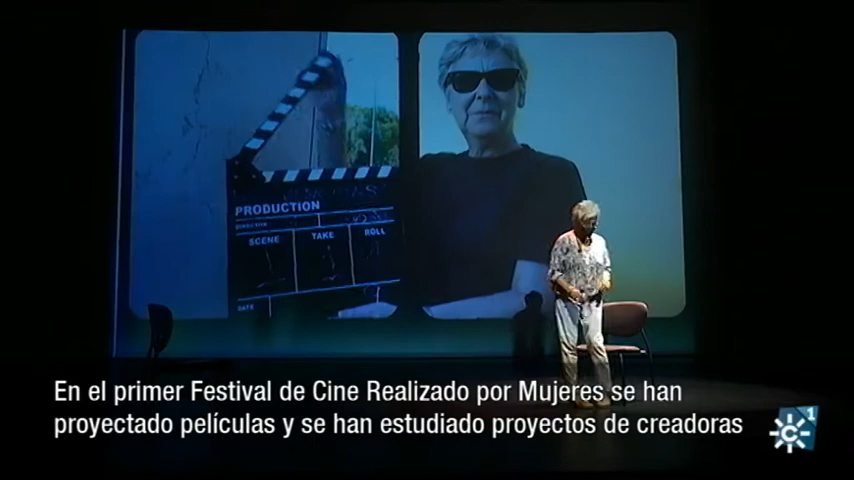 PRODUCTION
DIRECTOR
SCENE TAKE ROLL
DATE
En el primer Festival de Cine Realizado por Mujeres se han
proyectado películas y se han estudiado proyectos de creadoras
1